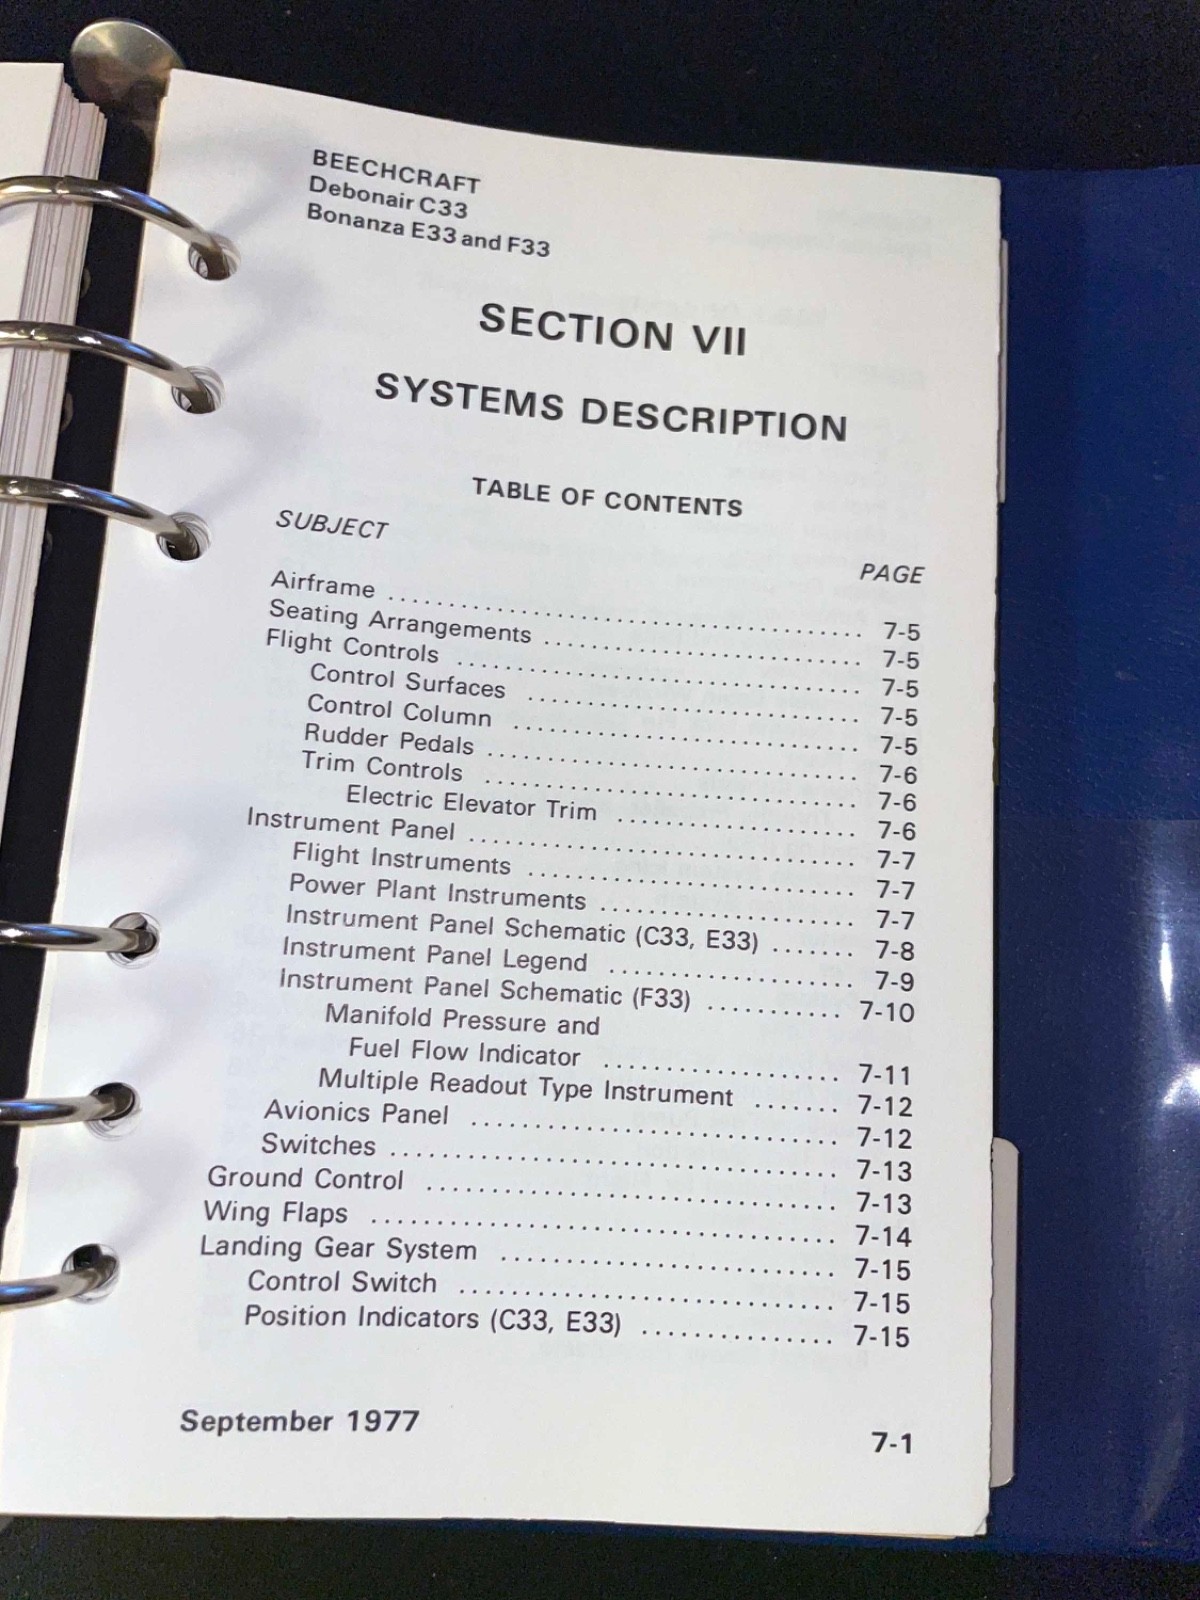 BEECHCRAFT
Debonair C33
Bonanza E33 and F33
SECTION VII
SYSTEMS DESCRIPTION
TABLE OF CONTENTS
SUBJECT PAGE
Airframe ........................................ 7-5
Seating Arrangements ........................... 7-5
Flight Controls .................................. 7-5
Control Surfaces ............................ 7-5
Control Column ............................. 7-5
Rudder Pedals ............................... 7-6
Trim Controls ............................... 7-6
Electric Elevator Trim .................... 7-6
Instrument Panel ................................ 7-7
Flight Instruments ........................... 7-7
Power Plant Instruments ..................... 7-7
Instrument Panel Schematic (C33, E33) ....... 7-8
Instrument Panel Legend .................... 7-9
Instrument Panel Schematic (F33) ........... 7-10
Manifold Pressure and
Fuel Flow Indicator ................... 7-11
Multiple Readout Type Instrument ....... 7-12
Avionics Panel ............................. 7-12
Switches ................................... 7-13
Ground Control ................................ 7-13
Wing Flaps .................................... 7-14
Landing Gear System .......................... 7-15
Control Switch ............................. 7-15
Position Indicators (C33, E33) ............... 7-15
September 1977
7-1